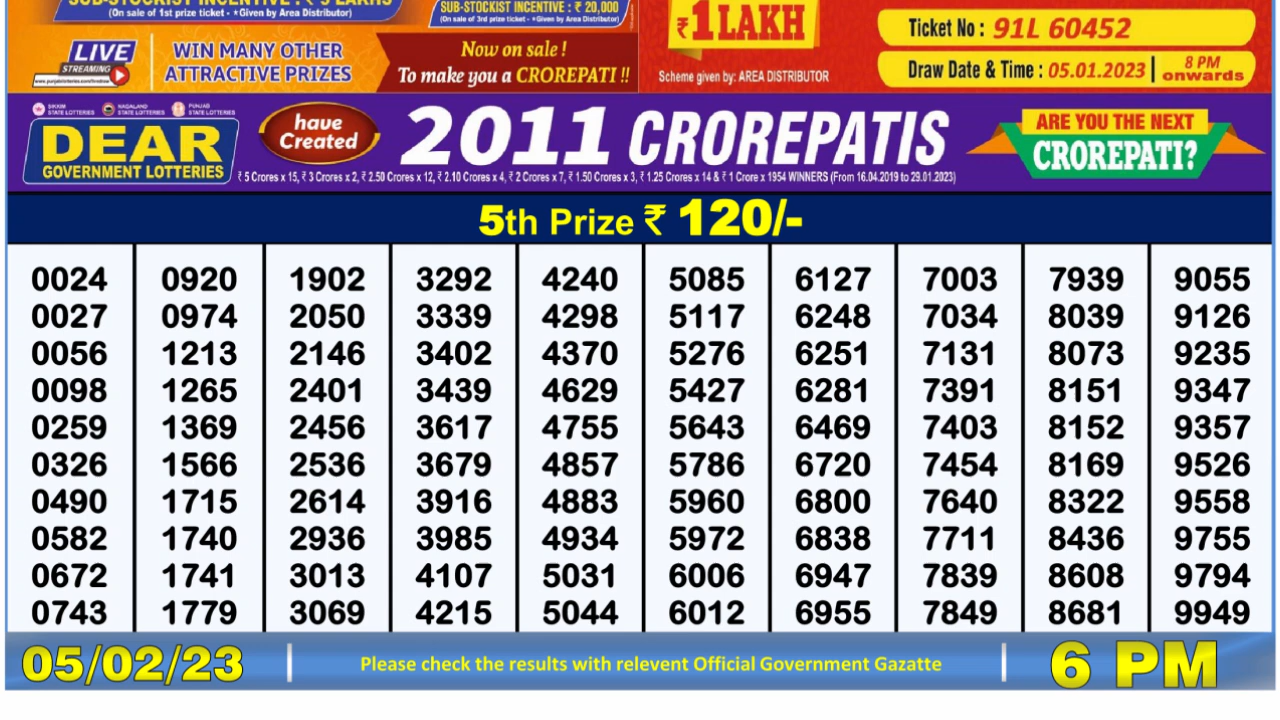 SUB-STOCKIST INCENTIVE : ₹ 5 LAKHS
(On sale of 1st prize ticket - *Given by Area Distributor)
SUB-STOCKIST INCENTIVE : ₹ 20,000
(On sale of 3rd prize ticket - *Given by Area Distributor)
LIVE
STREAMING
WIN MANY OTHER
ATTRACTIVE PRIZES
Now on sale !
To make you a CROREPATI !!
₹1 LAKH
Scheme given by: AREA DISTRIBUTOR
Ticket No : 91L 60452
Draw Date & Time : 05.01.2023 | 8 PM onwards
SIKKIM STATE LOTTERIES NAGALAND STATE LOTTERIES PUNJAB STATE LOTTERIES
DEAR
GOVERNMENT LOTTERIES
have
Created
2011 CROREPATIS
₹ 5 Crores x 15, ₹ 3 Crores x 2, ₹ 2.50 Crores x 12, ₹ 2.10 Crores x 4, ₹ 2 Crores x 7, ₹ 1.50 Crores x 3, ₹ 1.25 Crores x 14 & ₹ 1 Crore x 1954 WINNERS (From 16.04.2019 to 29.01.2023)
ARE YOU THE NEXT
CROREPATI?
5th Prize ₹ 120/-
0024 0920 1902 3292 4240 5085 6127 7003 7939 9055
0027 0974 2050 3339 4298 5117 6248 7034 8039 9126
0056 1213 2146 3402 4370 5276 6251 7131 8073 9235
0098 1265 2401 3439 4629 5427 6281 7391 8151 9347
0259 1369 2456 3617 4755 5643 6469 7403 8152 9357
0326 1566 2536 3679 4857 5786 6720 7454 8169 9526
0490 1715 2614 3916 4883 5960 6800 7640 8322 9558
0582 1740 2936 3985 4934 5972 6838 7711 8436 9755
0672 1741 3013 4107 5031 6006 6947 7839 8608 9794
0743 1779 3069 4215 5044 6012 6955 7849 8681 9949
05/02/23 | Please check the results with relevent Official Government Gazatte | 6 PM